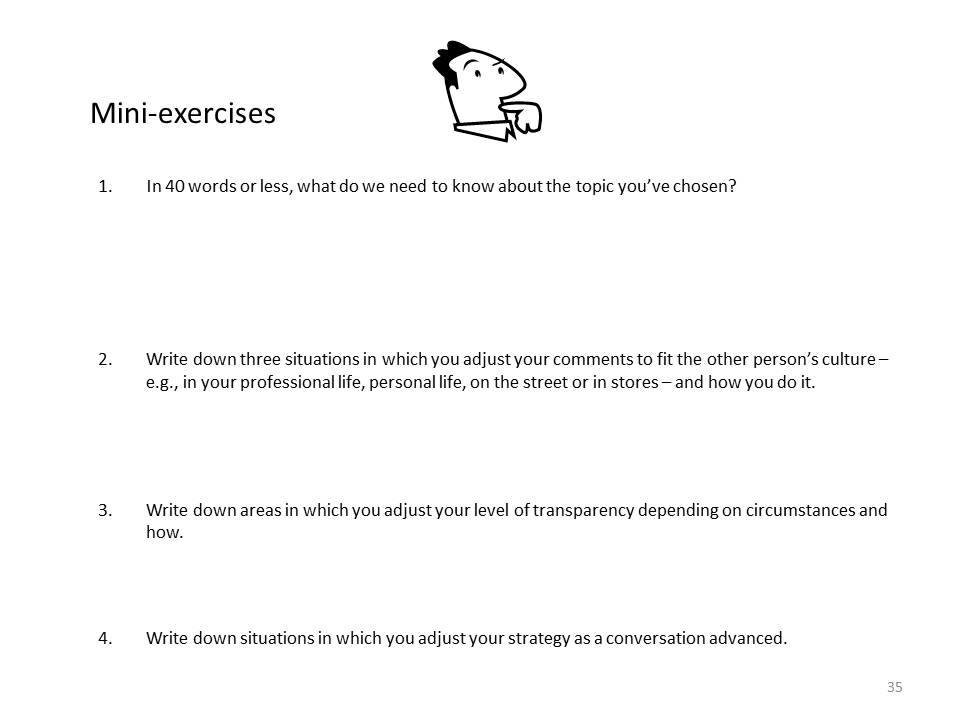 Mini-exercises
1. In 40 words or less, what do we need to know about the topic you’ve chosen?
2. Write down three situations in which you adjust your comments to fit the other person’s culture –
e.g., in your professional life, personal life, on the street or in stores – and how you do it.
3. Write down areas in which you adjust your level of transparency depending on circumstances and
how.
4. Write down situations in which you adjust your strategy as a conversation advanced.
35